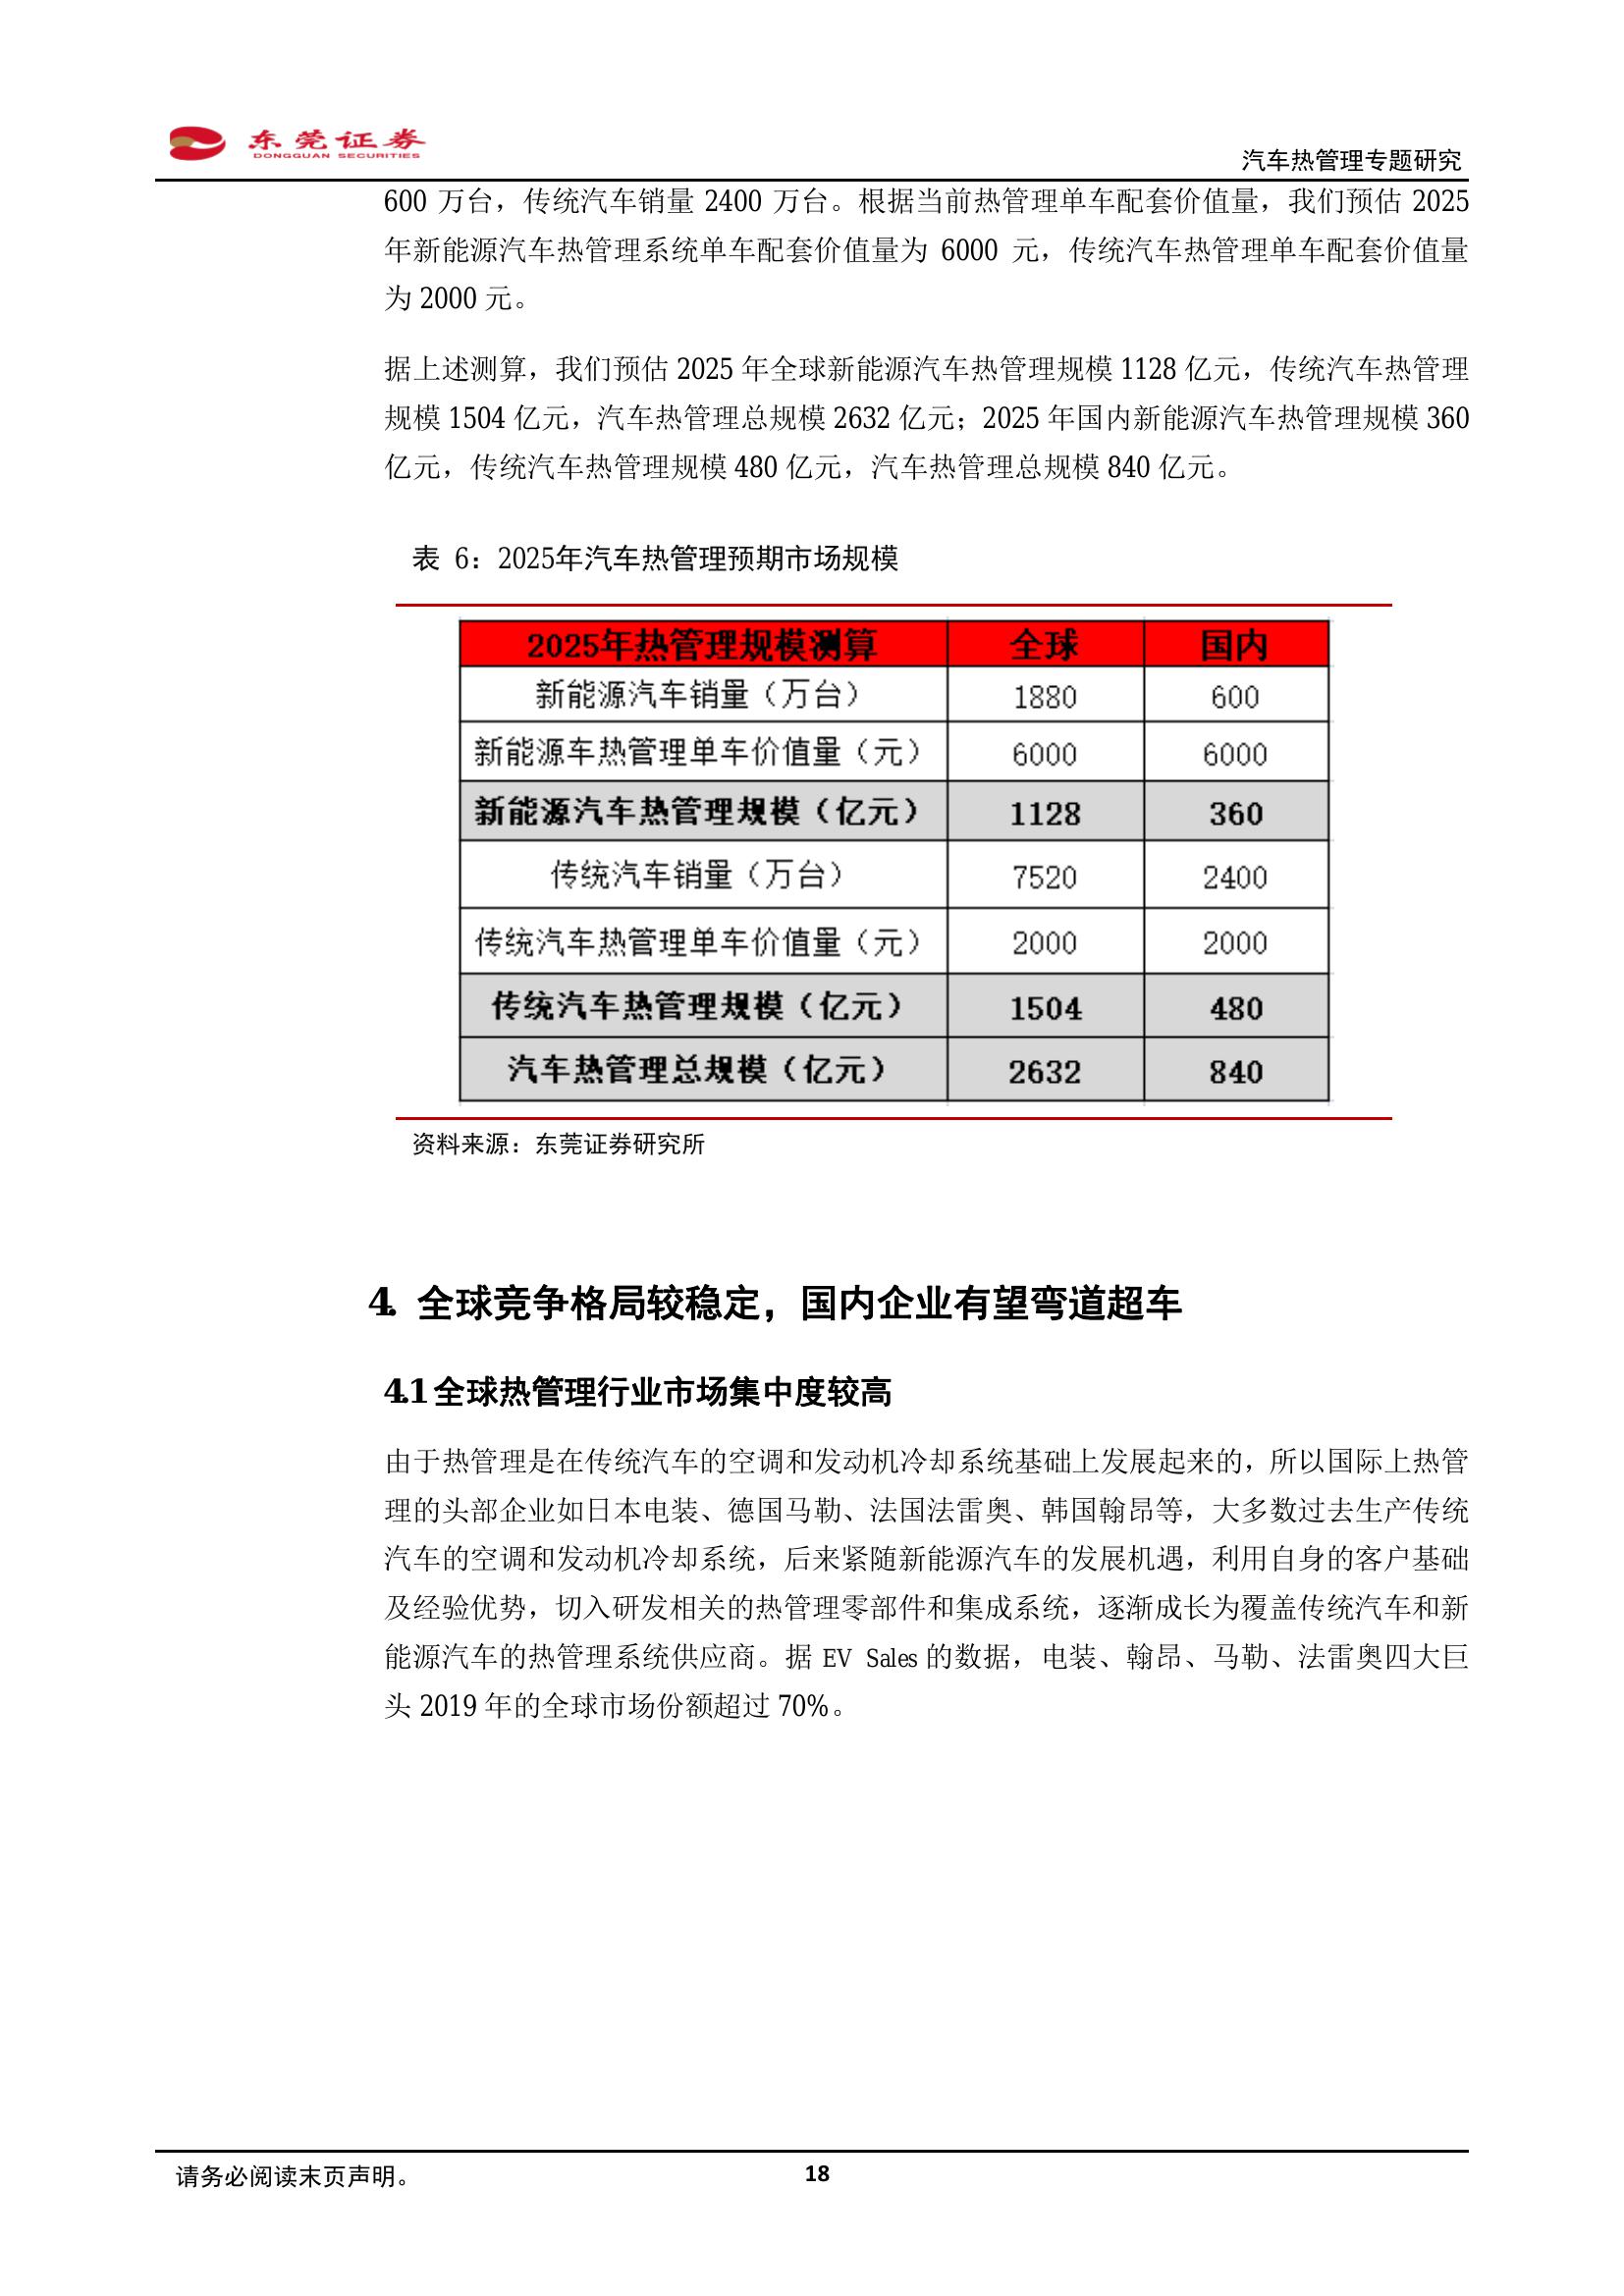 东莞证券
DONGGUAN SECURITIES
汽车热管理专题研究
600 万台，传统汽车销量 2400 万台。根据当前热管理单车配套价值量，我们预估 2025
年新能源汽车热管理系统单车配套价值量为 6000 元，传统汽车热管理单车配套价值量
为 2000 元。
据上述测算，我们预估 2025 年全球新能源汽车热管理规模 1128 亿元，传统汽车热管理
规模 1504 亿元，汽车热管理总规模 2632 亿元；2025 年国内新能源汽车热管理规模 360
亿元，传统汽车热管理规模 480 亿元，汽车热管理总规模 840 亿元。
表 6：2025年汽车热管理预期市场规模
2025年热管理规模测算 全球 国内
新能源汽车销量（万台） 1880 600
新能源车热管理单车价值量（元） 6000 6000
新能源汽车热管理规模（亿元） 1128 360
传统汽车销量（万台） 7520 2400
传统汽车热管理单车价值量（元） 2000 2000
传统汽车热管理规模（亿元） 1504 480
汽车热管理总规模（亿元） 2632 840
资料来源：东莞证券研究所
4. 全球竞争格局较稳定，国内企业有望弯道超车
4.1 全球热管理行业市场集中度较高
由于热管理是在传统汽车的空调和发动机冷却系统基础上发展起来的，所以国际上热管
理的头部企业如日本电装、德国马勒、法国法雷奥、韩国翰昂等，大多数过去生产传统
汽车的空调和发动机冷却系统，后来紧随新能源汽车的发展机遇，利用自身的客户基础
及经验优势，切入研发相关的热管理零部件和集成系统，逐渐成长为覆盖传统汽车和新
能源汽车的热管理系统供应商。据 EV Sales 的数据，电装、翰昂、马勒、法雷奥四大巨
头 2019 年的全球市场份额超过 70%。
请务必阅读末页声明。
18